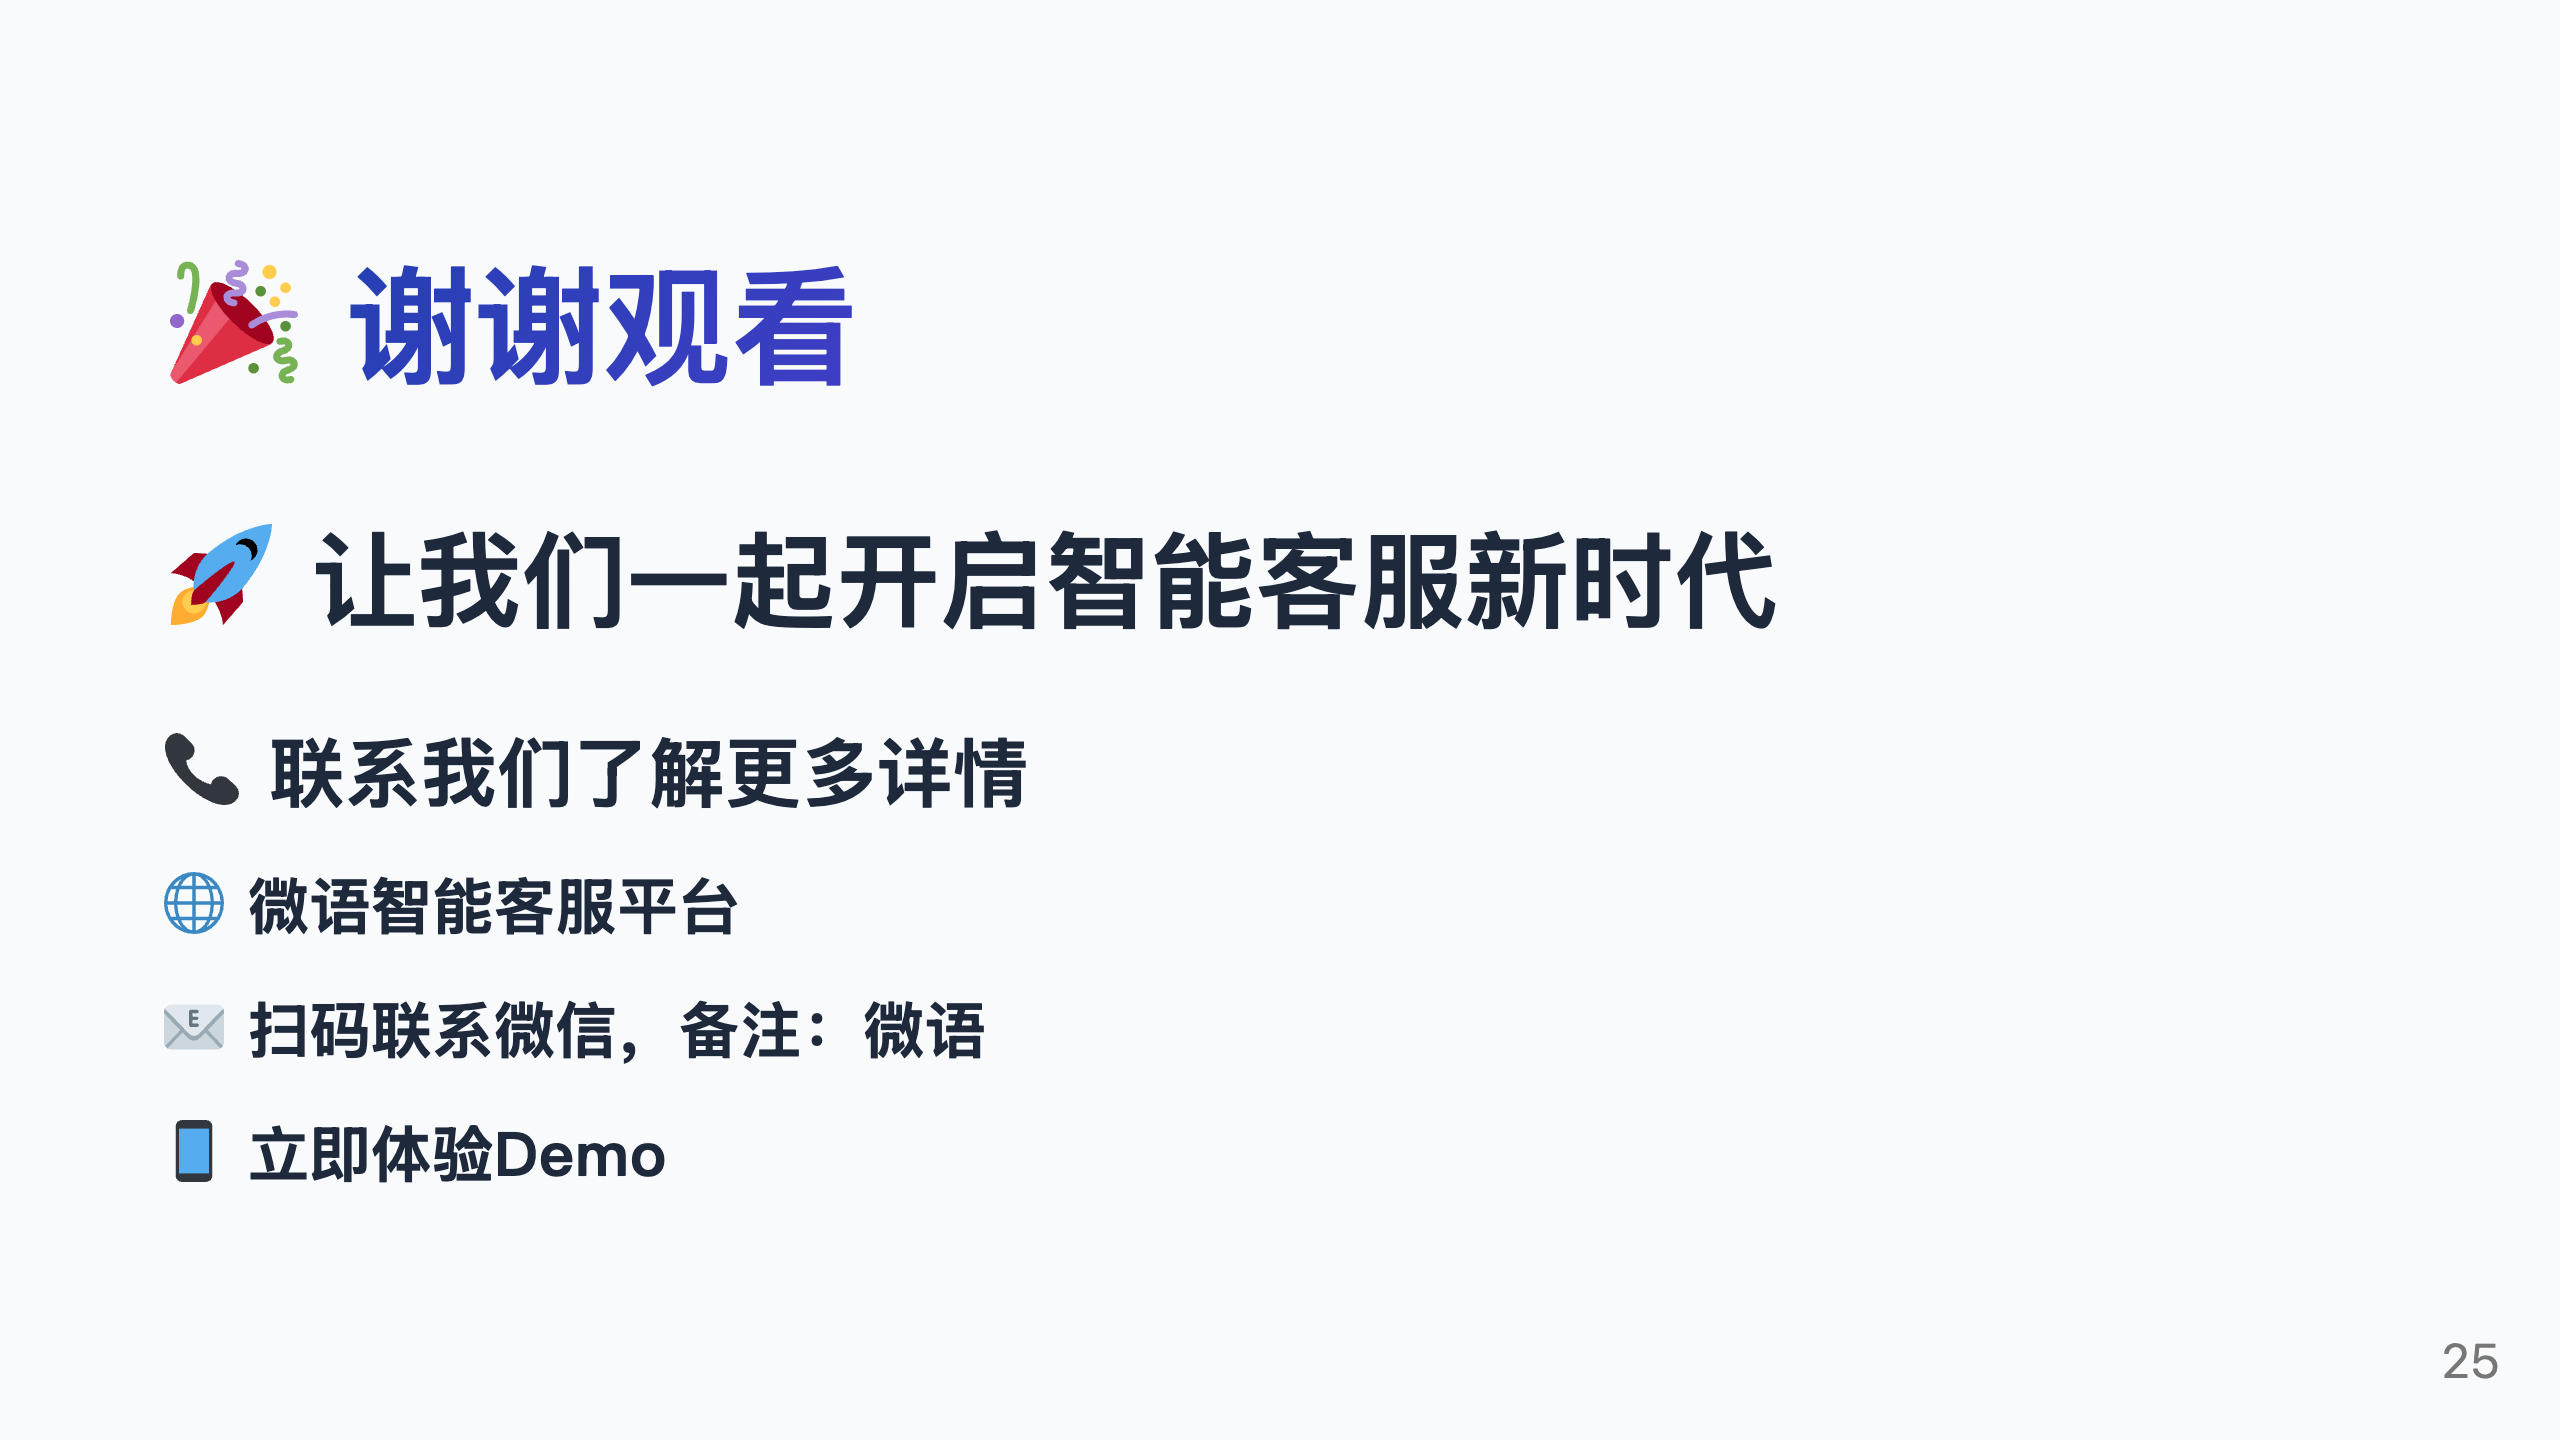 🎉 谢谢观看
🚀 让我们一起开启智能客服新时代
📞 联系我们了解更多详情
🌐 微语智能客服平台
📧 扫码联系微信，备注：微语
📱 立即体验Demo
25